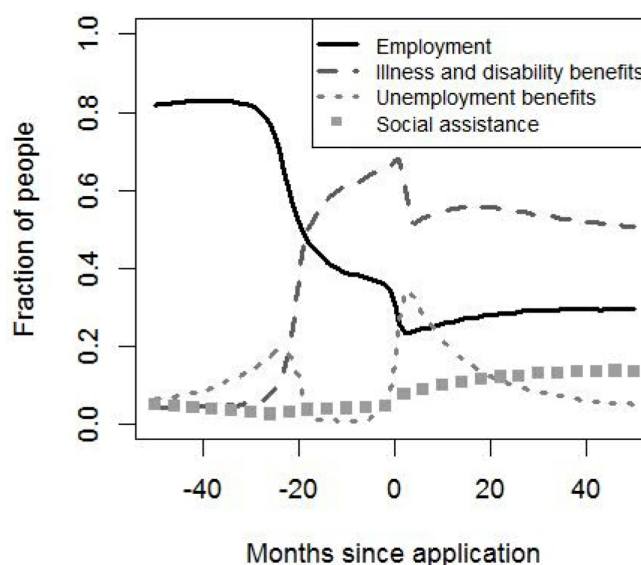 Employment
Illness and disability benefits
Unemployment benefits
Social assistance
1.0
0.8
0.6
0.4
0.2
0.0
Fraction of people
-40 -20 0 20 40
Months since application